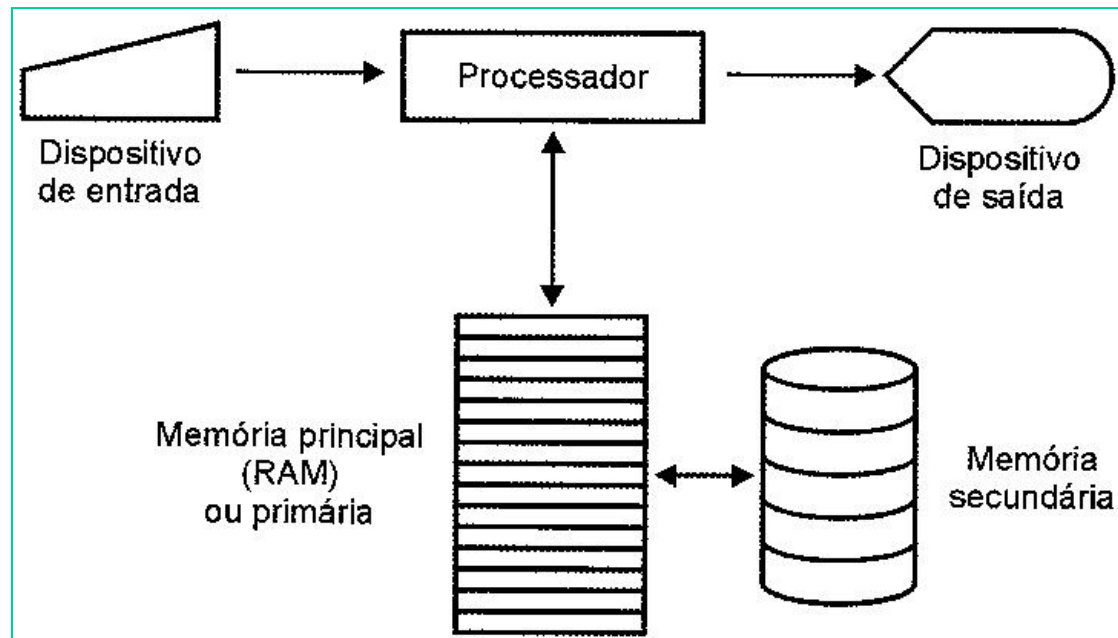 Processador
Dispositivo
de entrada
Dispositivo
de saída
Memória principal
(RAM)
ou primária
Memória
secundária